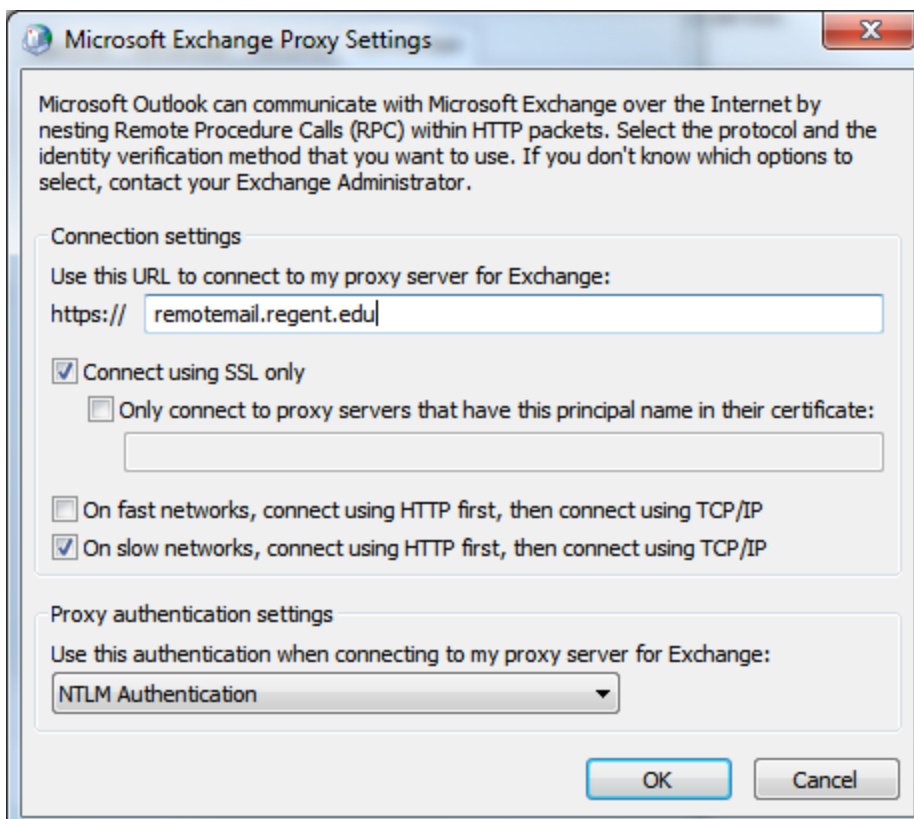 Microsoft Exchange Proxy Settings
Microsoft Outlook can communicate with Microsoft Exchange over the Internet by
nesting Remote Procedure Calls (RPC) within HTTP packets. Select the protocol and the
identity verification method that you want to use. If you don't know which options to
select, contact your Exchange Administrator.
Connection settings
Use this URL to connect to my proxy server for Exchange:
https:// remotemail.regent.edu
Connect using SSL only
Only connect to proxy servers that have this principal name in their certificate:
On fast networks, connect using HTTP first, then connect using TCP/IP
On slow networks, connect using HTTP first, then connect using TCP/IP
Proxy authentication settings
Use this authentication when connecting to my proxy server for Exchange:
NTLM Authentication
OK Cancel